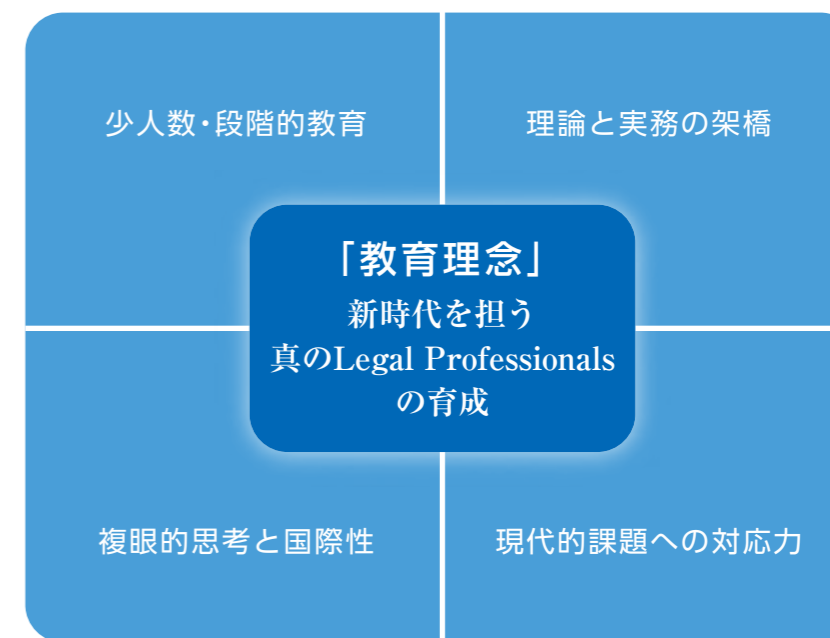 少人数・段階的教育
理論と実務の架橋
「教育理念」
新時代を担う
真のLegal Professionals
の育成
複眼的思考と国際性
現代的課題への対応力